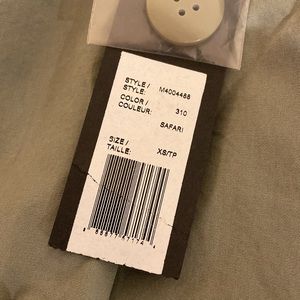 STYLE / M4004488
STYLE:
COLOR / 310
COULEUR:
SAFARI
SIZE / XS/TP
TAILLE: